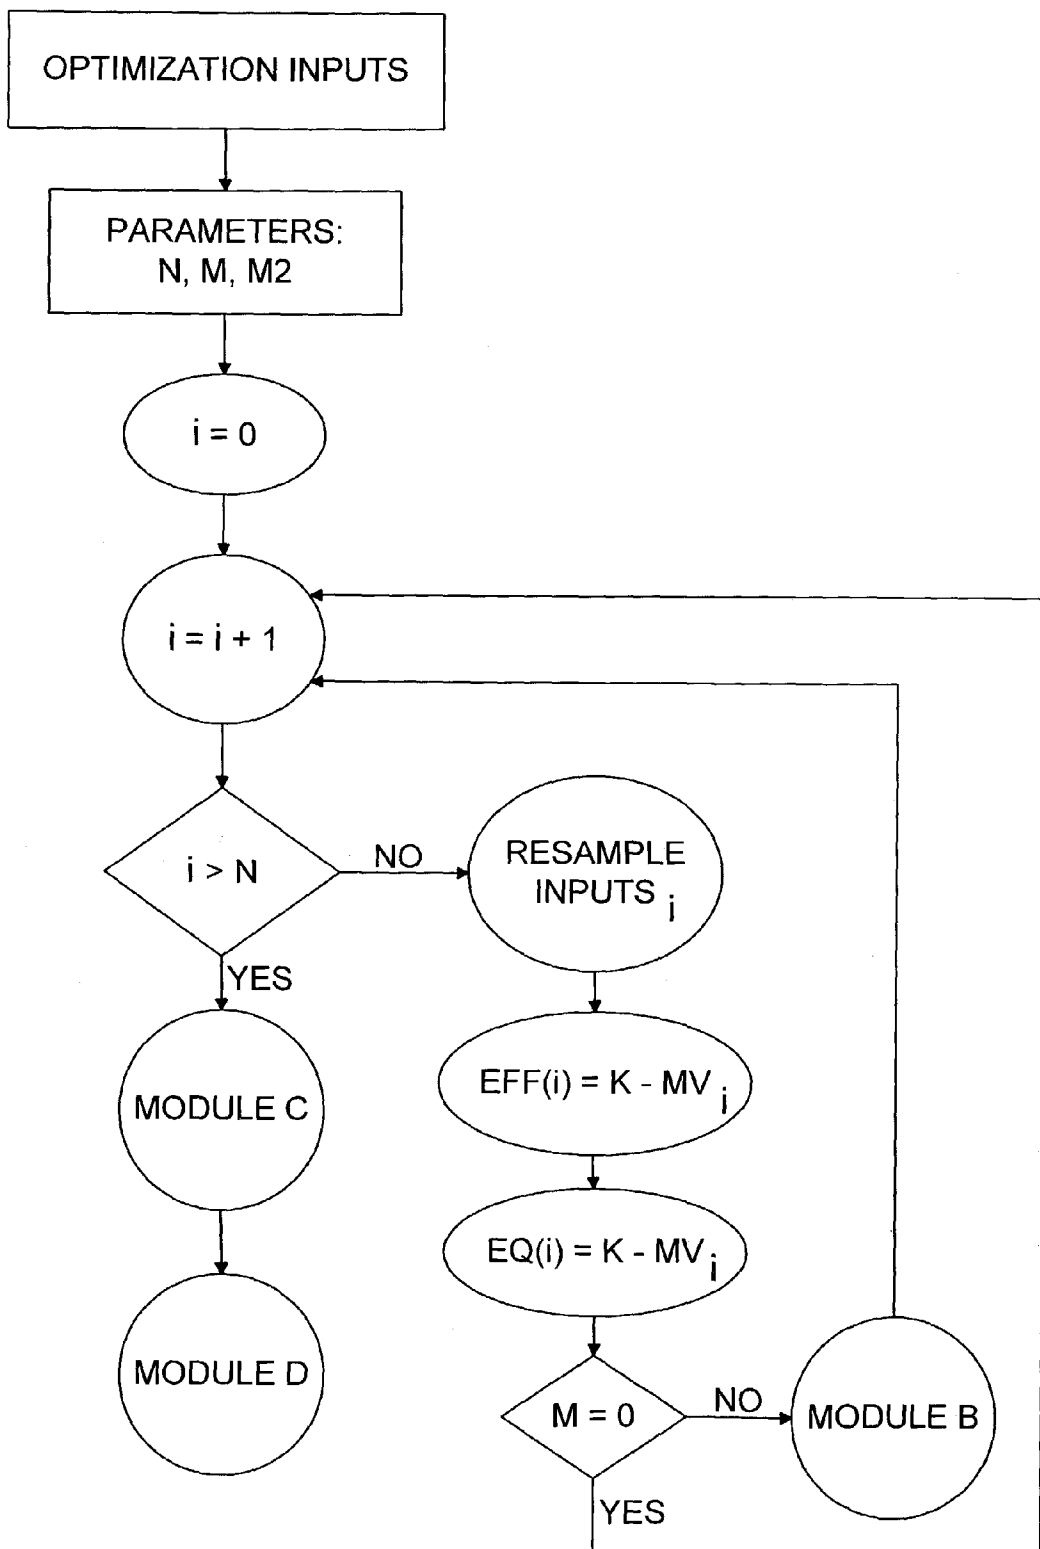 OPTIMIZATION INPUTS
PARAMETERS:
N, M, M2
i = 0
i = i + 1
i > N
NO
RESAMPLE
INPUTS i
YES
EFF(i) = K - MV i
MODULE C
EQ(i) = K - MV i
MODULE D
M = 0
NO
MODULE B
YES